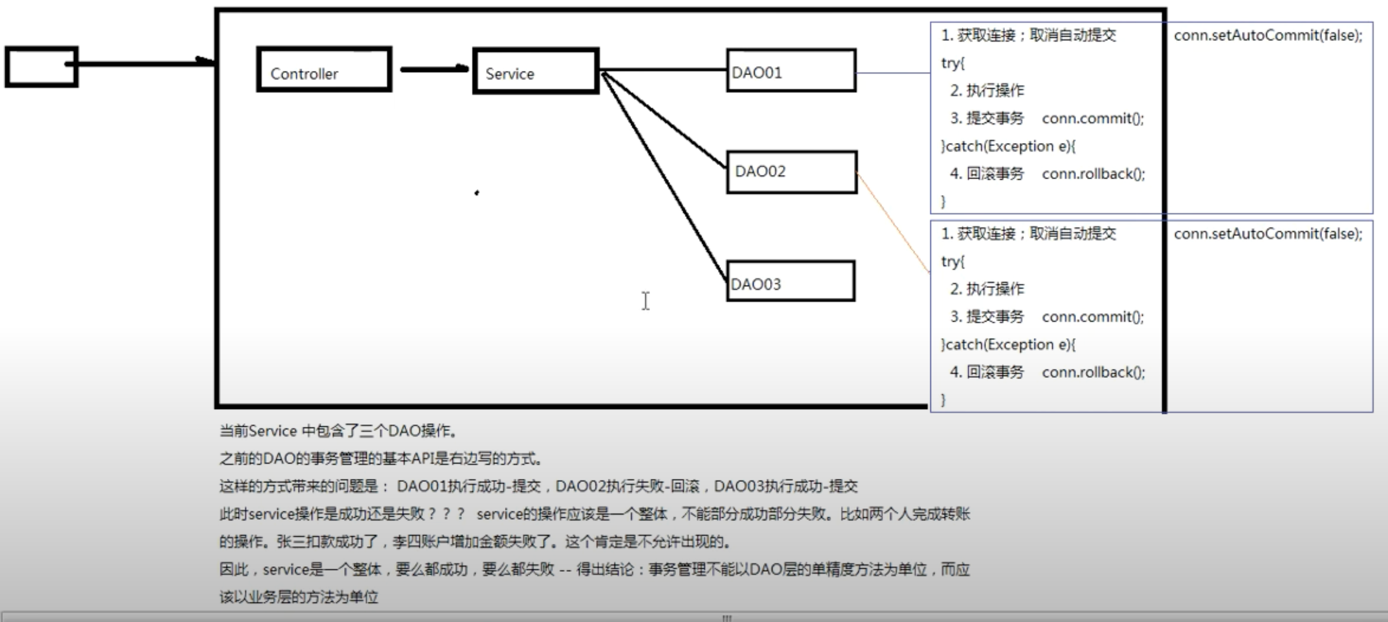 Controller
Service
DAO01
DAO02
DAO03
1. 获取连接；取消自动提交 conn.setAutoCommit(false);
try{
2. 执行操作
3. 提交事务 conn.commit();
}catch(Exception e){
4. 回滚事务 conn.rollback();
}
1. 获取连接；取消自动提交 conn.setAutoCommit(false);
try{
2. 执行操作
3. 提交事务 conn.commit();
}catch(Exception e){
4. 回滚事务 conn.rollback();
}
当前Service 中包含了三个DAO操作。
之前的DAO的事务管理的基本API是右边写的方式。
这样的方式带来的问题是： DAO01执行成功-提交，DAO02执行失败-回滚，DAO03执行成功-提交
此时service操作是成功还是失败？？？ service的操作应该是一个整体，不能部分成功部分失败。比如两个人完成转账
的操作。张三扣款成功了，李四账户增加金额失败了。这个肯定是不允许出现的。
因此，service是一个整体，要么都成功，要么都失败 -- 得出结论：事务管理不能以DAO层的单精度方法为单位，而应
该以业务层的方法为单位